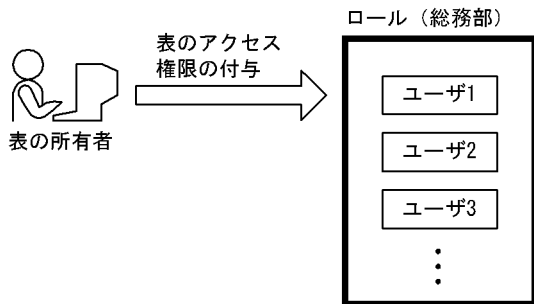 ロール（総務部）
表のアクセス
権限の付与
表の所有者
ユーザ1
ユーザ2
ユーザ3